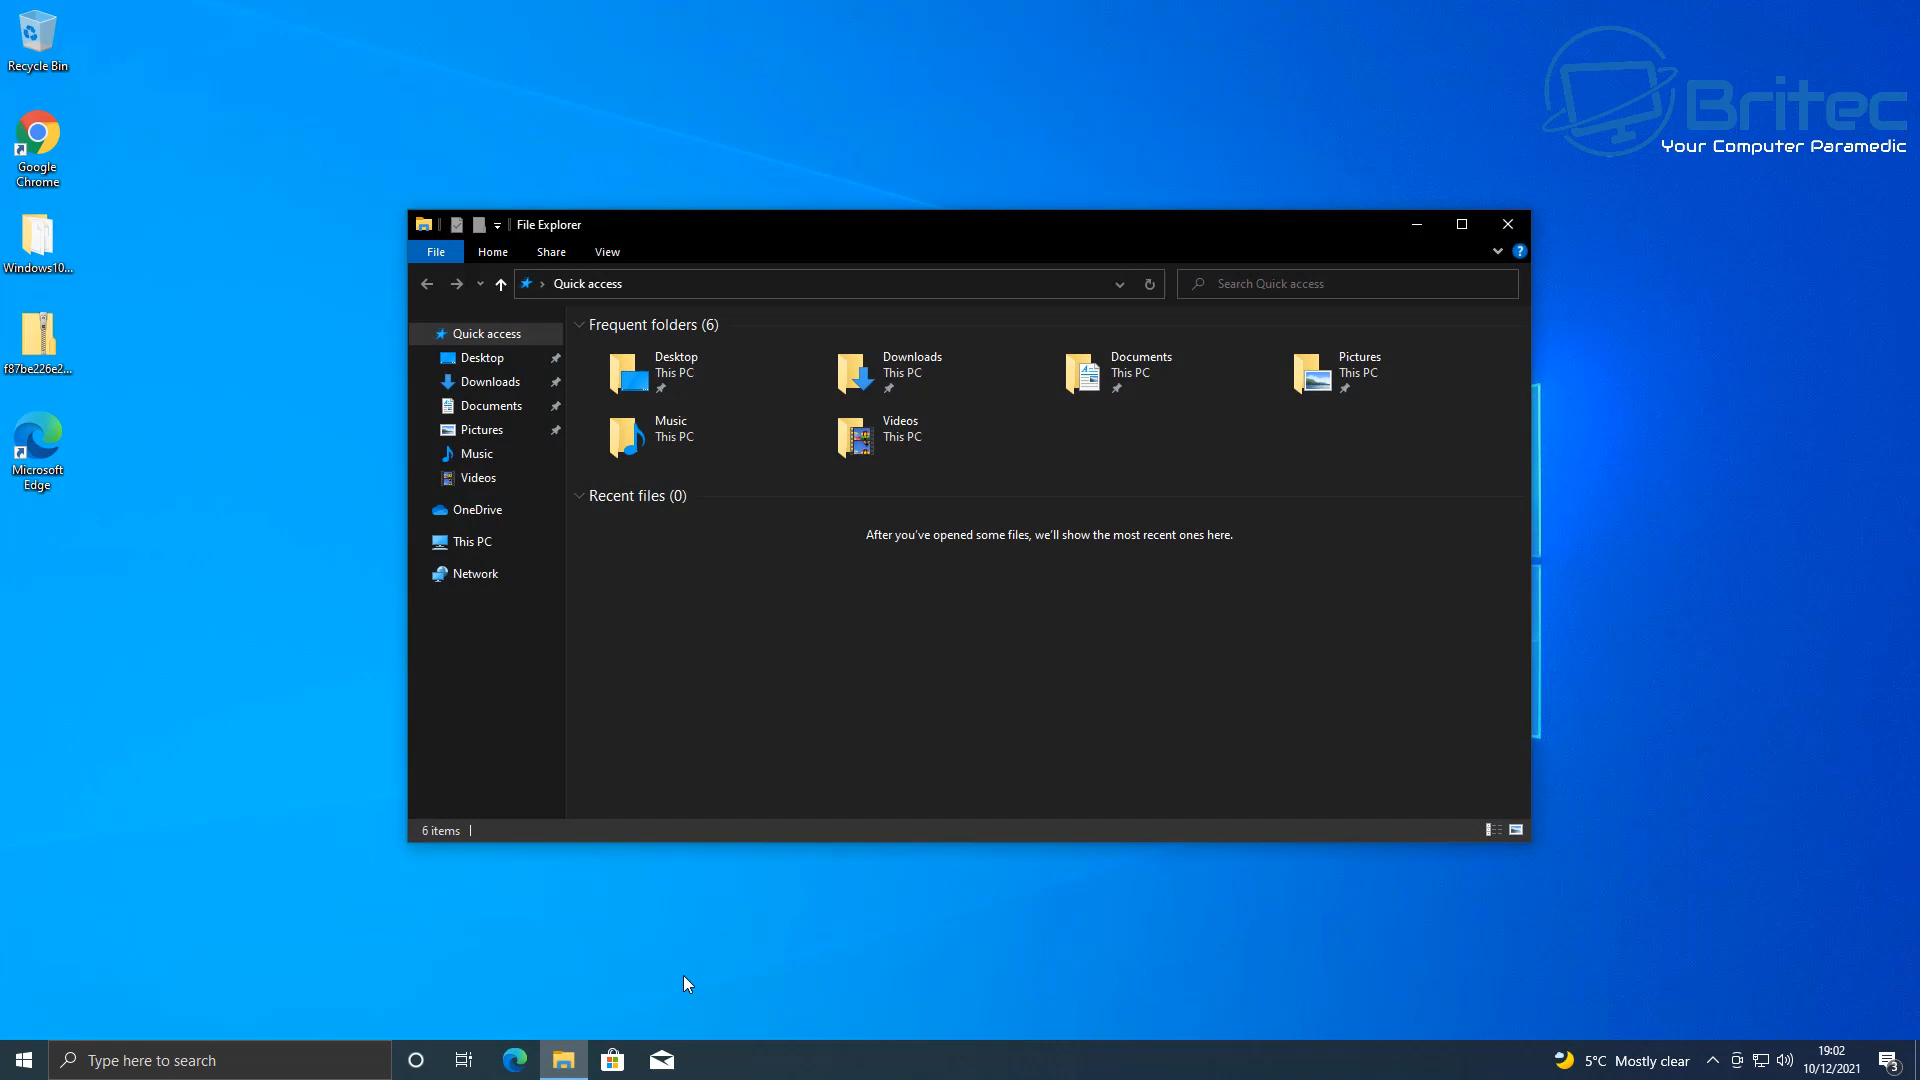 Recycle Bin
Google
Chrome
Windows10...
f87be226e2...
Microsoft
Edge
Britec
Your Computer Paramedic
File Explorer
File
Home
Share
View
?
Quick access
Search Quick access
Quick access
Desktop
Downloads
Documents
Pictures
Music
Videos
OneDrive
This PC
Network
Frequent folders (6)
Desktop
This PC
Downloads
This PC
Documents
This PC
Pictures
This PC
Music
This PC
Videos
This PC
Recent files (0)
After you've opened some files, we'll show the most recent ones here.
6 items
Type here to search
5°C Mostly clear
19:02
10/12/2021
3